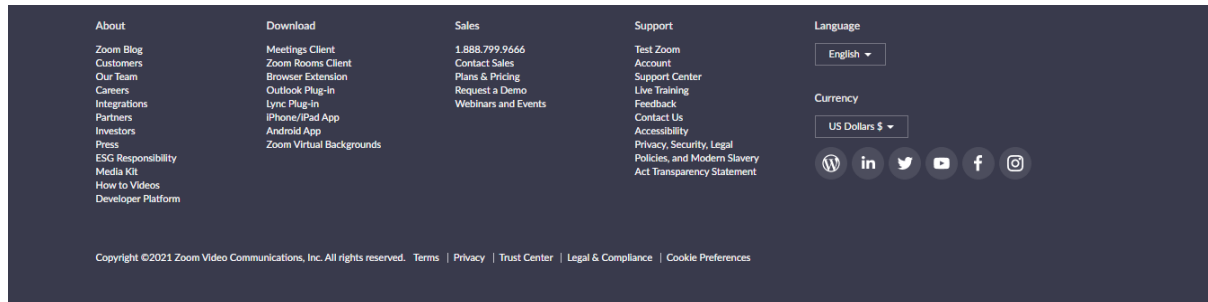 About
Zoom Blog
Customers
Our Team
Careers
Integrations
Partners
Investors
Press
ESG Responsibility
Media Kit
How to Videos
Developer Platform
Download
Meetings Client
Zoom Rooms Client
Browser Extension
Outlook Plug-in
Lync Plug-in
iPhone/iPad App
Android App
Zoom Virtual Backgrounds
Sales
1.888.799.9666
Contact Sales
Plans & Pricing
Request a Demo
Webinars and Events
Support
Test Zoom
Account
Support Center
Live Training
Feedback
Contact Us
Accessibility
Privacy, Security, Legal
Policies, and Modern Slavery
Act Transparency Statement
Language
English
Currency
US Dollars $
Copyright ©2021 Zoom Video Communications, Inc. All rights reserved. Terms | Privacy | Trust Center | Legal & Compliance | Cookie Preferences